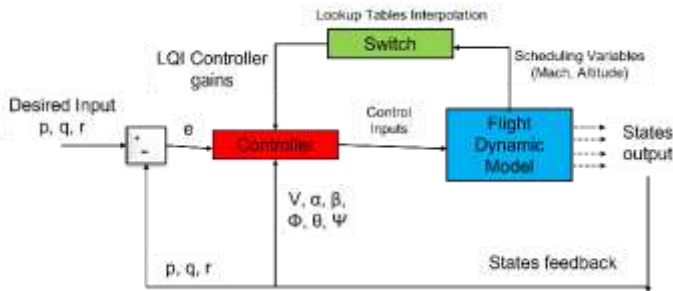 Lookup Tables Interpolation
Switch
LQI Controller
gains
Scheduling Variables
(Mach, Altitude)
Desired Input
p, q, r
+
-
e
Controller
Control
Inputs
Flight
Dynamic
Model
States
output
V, α, β,
Φ, θ, Ψ
p, q, r
States feedback